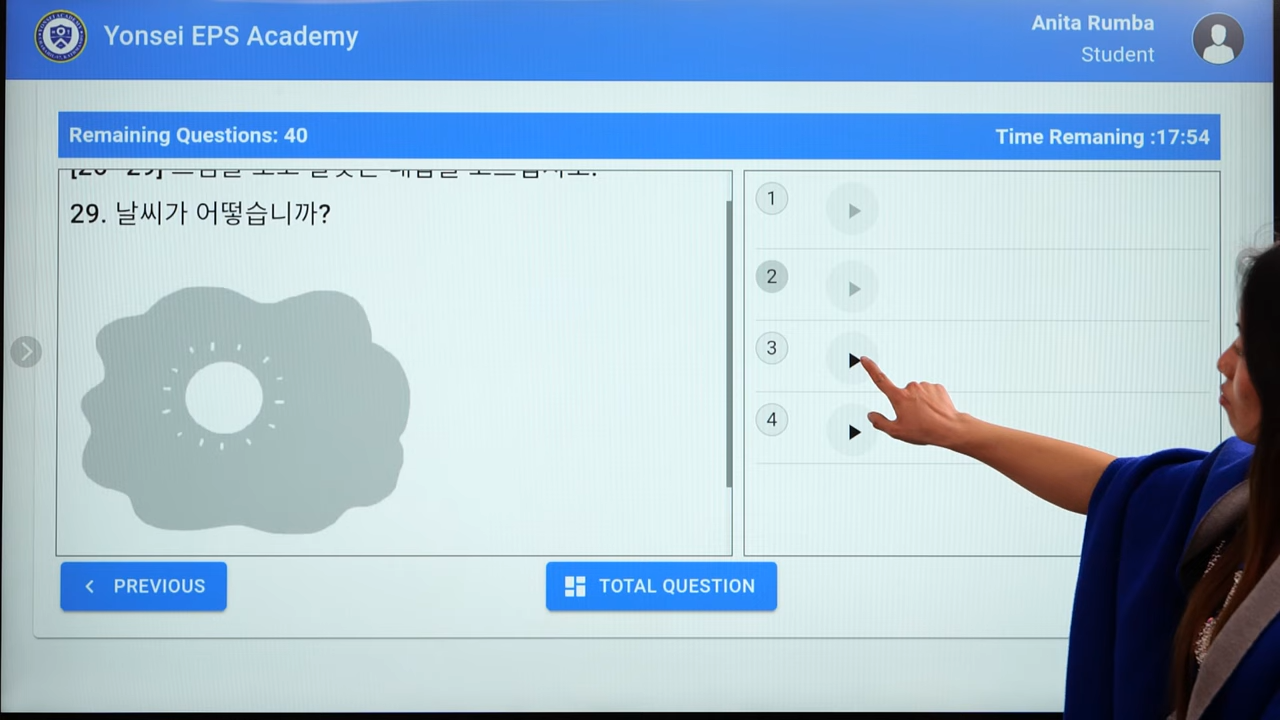 Yonsei EPS Academy
Anita Rumba
Student
Remaining Questions: 40
Time Remaning :17:54
29. 날씨가 어떻습니까?
1
2
3
4
PREVIOUS
TOTAL QUESTION